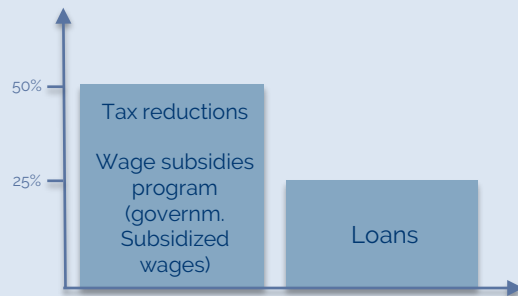 50%
Tax reductions
Wage subsidies
program
(governm.
Subsidized
wages)
25%
Loans